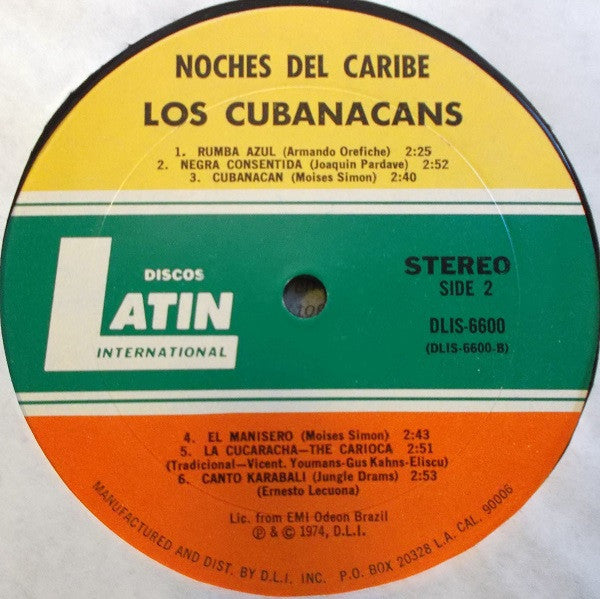 NOCHES DEL CARIBE
LOS CUBANACANS
1. RUMBA AZUL (Armando Orefiche) 2:25
2. NEGRA CONSENTIDA (Joaquin Pardave) 2:52
3. CUBANACAN (Moises Simon) 2:40
DISCOS
LATIN
INTERNATIONAL
STEREO
SIDE 2
DLIS-6600
(DLIS-6600-B)
4. EL MANISERO (Moises Simon) 2:43
5. LA CUCARACHA—THE CARIOCA 2:51
(Tradicional—Vicent. Youmans-Gus Kahns-Eliscu)
6. CANTO KARABALI (Jungle Drams) 2:53
(Ernesto Lecuona)
Lic. from EMI Odeon Brazil
℗ & © 1974, D.L.I.
MANUFACTURED AND DIST. BY D.L.I. INC. P.O. BOX 20328 L.A. CAL. 90006